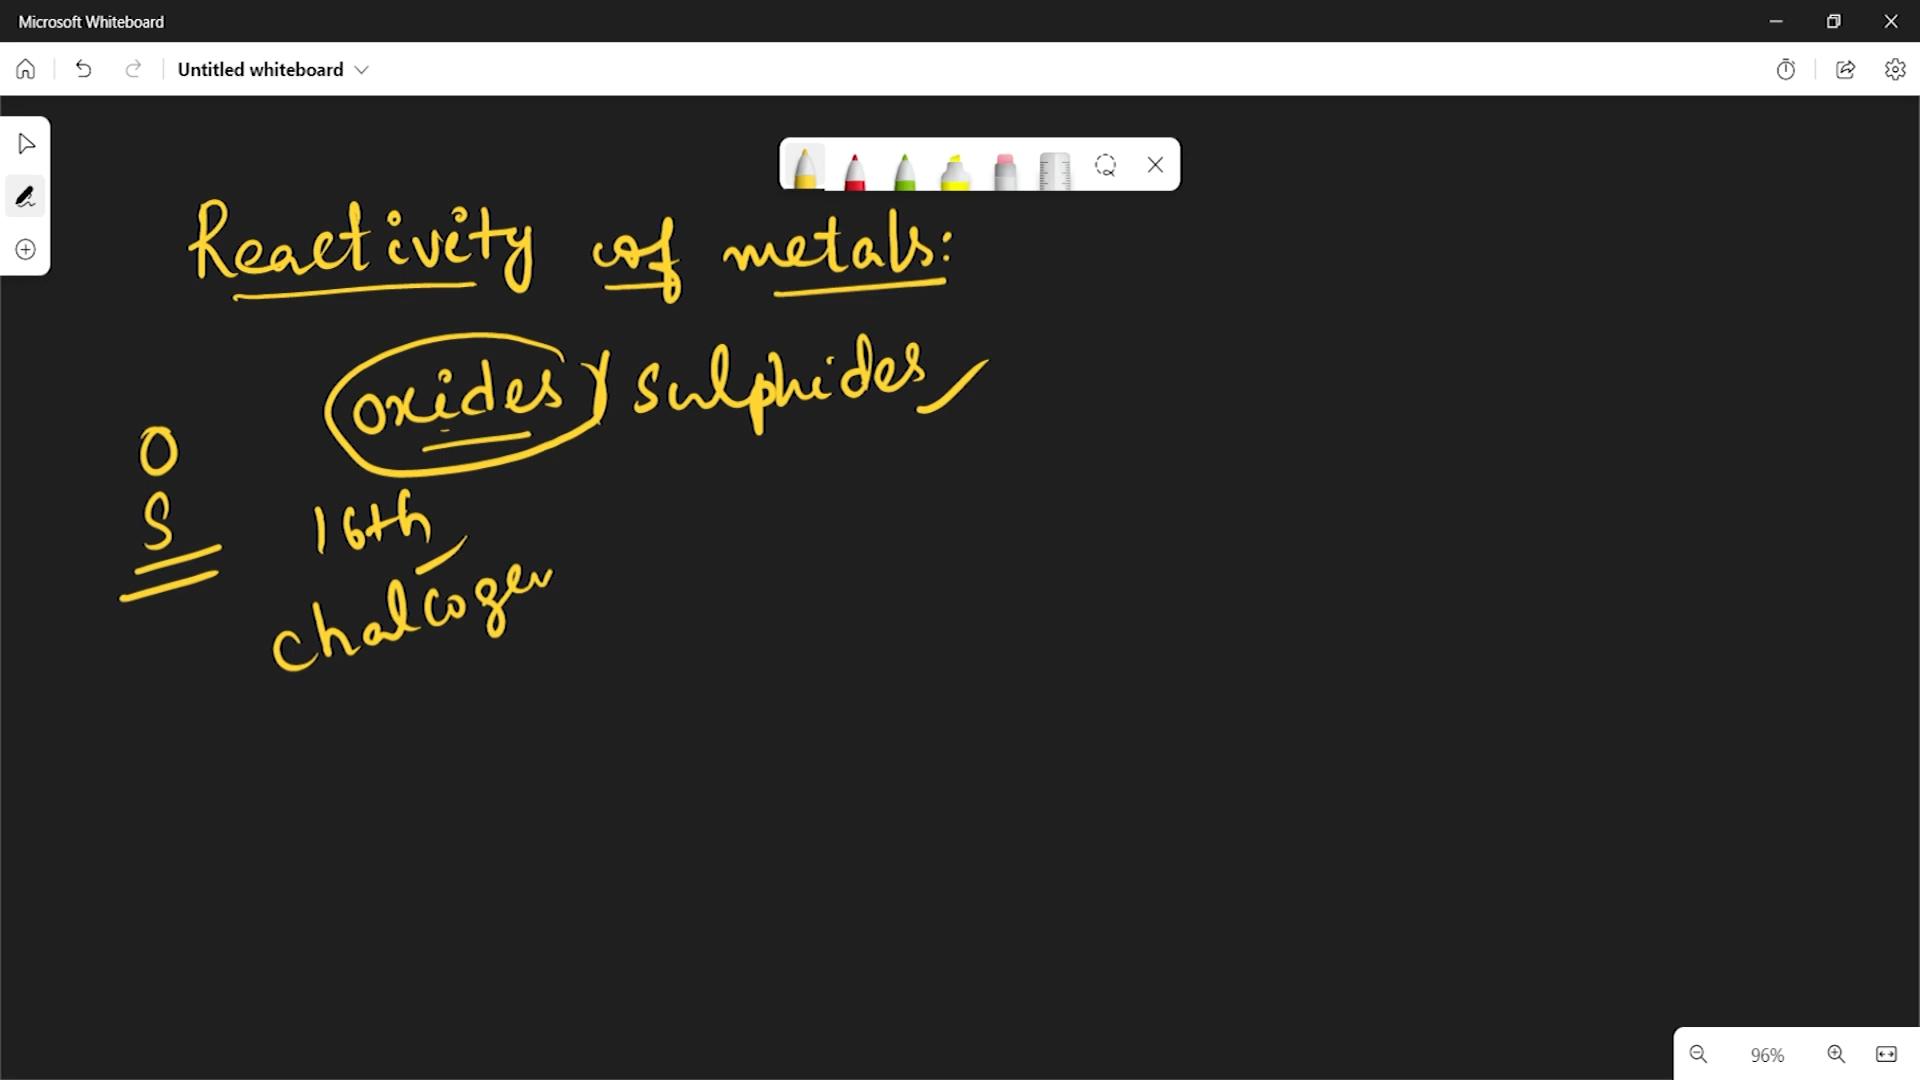 Microsoft Whiteboard
Untitled whiteboard
Reactivity of metals:
oxides / sulphides
O
S
16th
chalcogen
96%